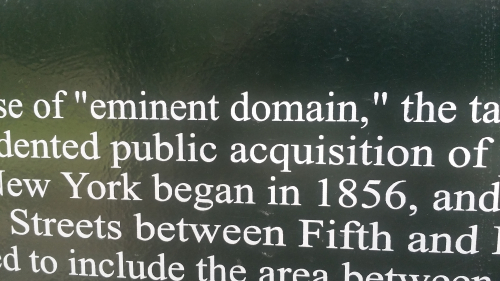 se of "eminent domain," the ta
dented public acquisition of
New York began in 1856, and
Streets between Fifth and
ed to include the area between